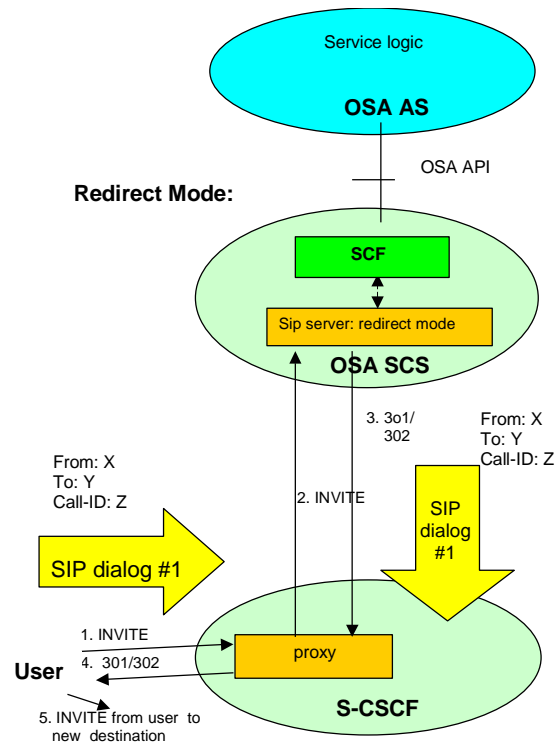 Service logic
OSA AS
OSA API
Redirect Mode:
SCF
Sip server: redirect mode
OSA SCS
3. 3o1/
302
From: X
To: Y
Call-ID: Z
From: X
To: Y
Call-ID: Z
2. INVITE
SIP
dialog
#1
SIP dialog #1
1. INVITE
proxy
4. 301/302
User
S-CSCF
5. INVITE from user to
new destination